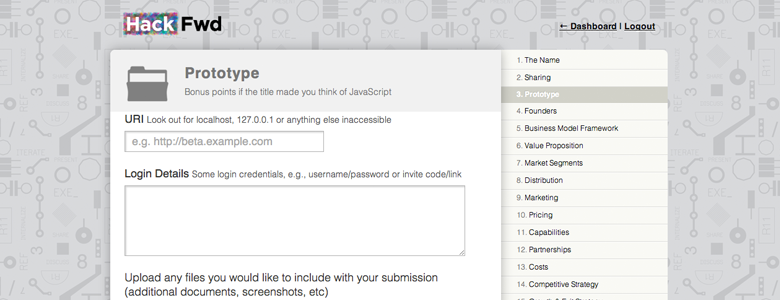 HackFwd
← Dashboard | Logout
Prototype
Bonus points if the title made you think of JavaScript
URI Look out for localhost, 127.0.0.1 or anything else inaccessible
e.g. http://beta.example.com
Login Details Some login credentials, e.g., username/password or invite code/link
Upload any files you would like to include with your submission
(additional documents, screenshots, etc)
1. The Name
2. Sharing
3. Prototype
4. Founders
5. Business Model Framework
6. Value Proposition
7. Market Segments
8. Distribution
9. Marketing
10. Pricing
11. Capabilities
12. Partnerships
13. Costs
14. Competitive Strategy